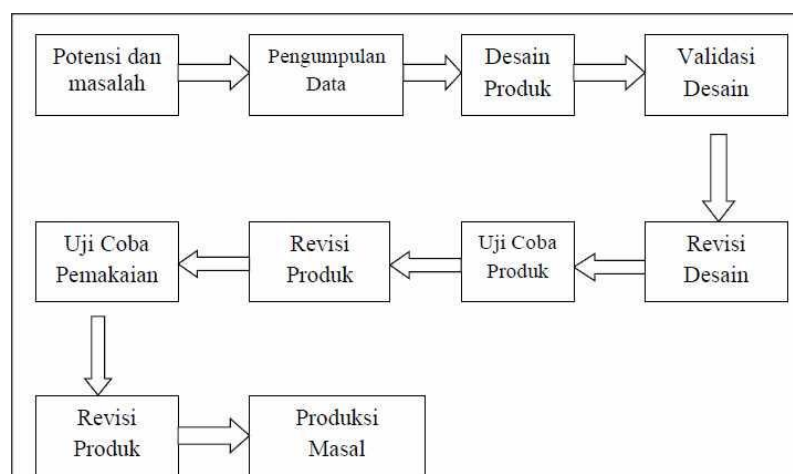 Potensi dan
masalah
Pengumpulan
Data
Desain
Produk
Validasi
Desain
Revisi
Desain
Uji Coba
Produk
Revisi
Produk
Uji Coba
Pemakaian
Revisi
Produk
Produksi
Masal